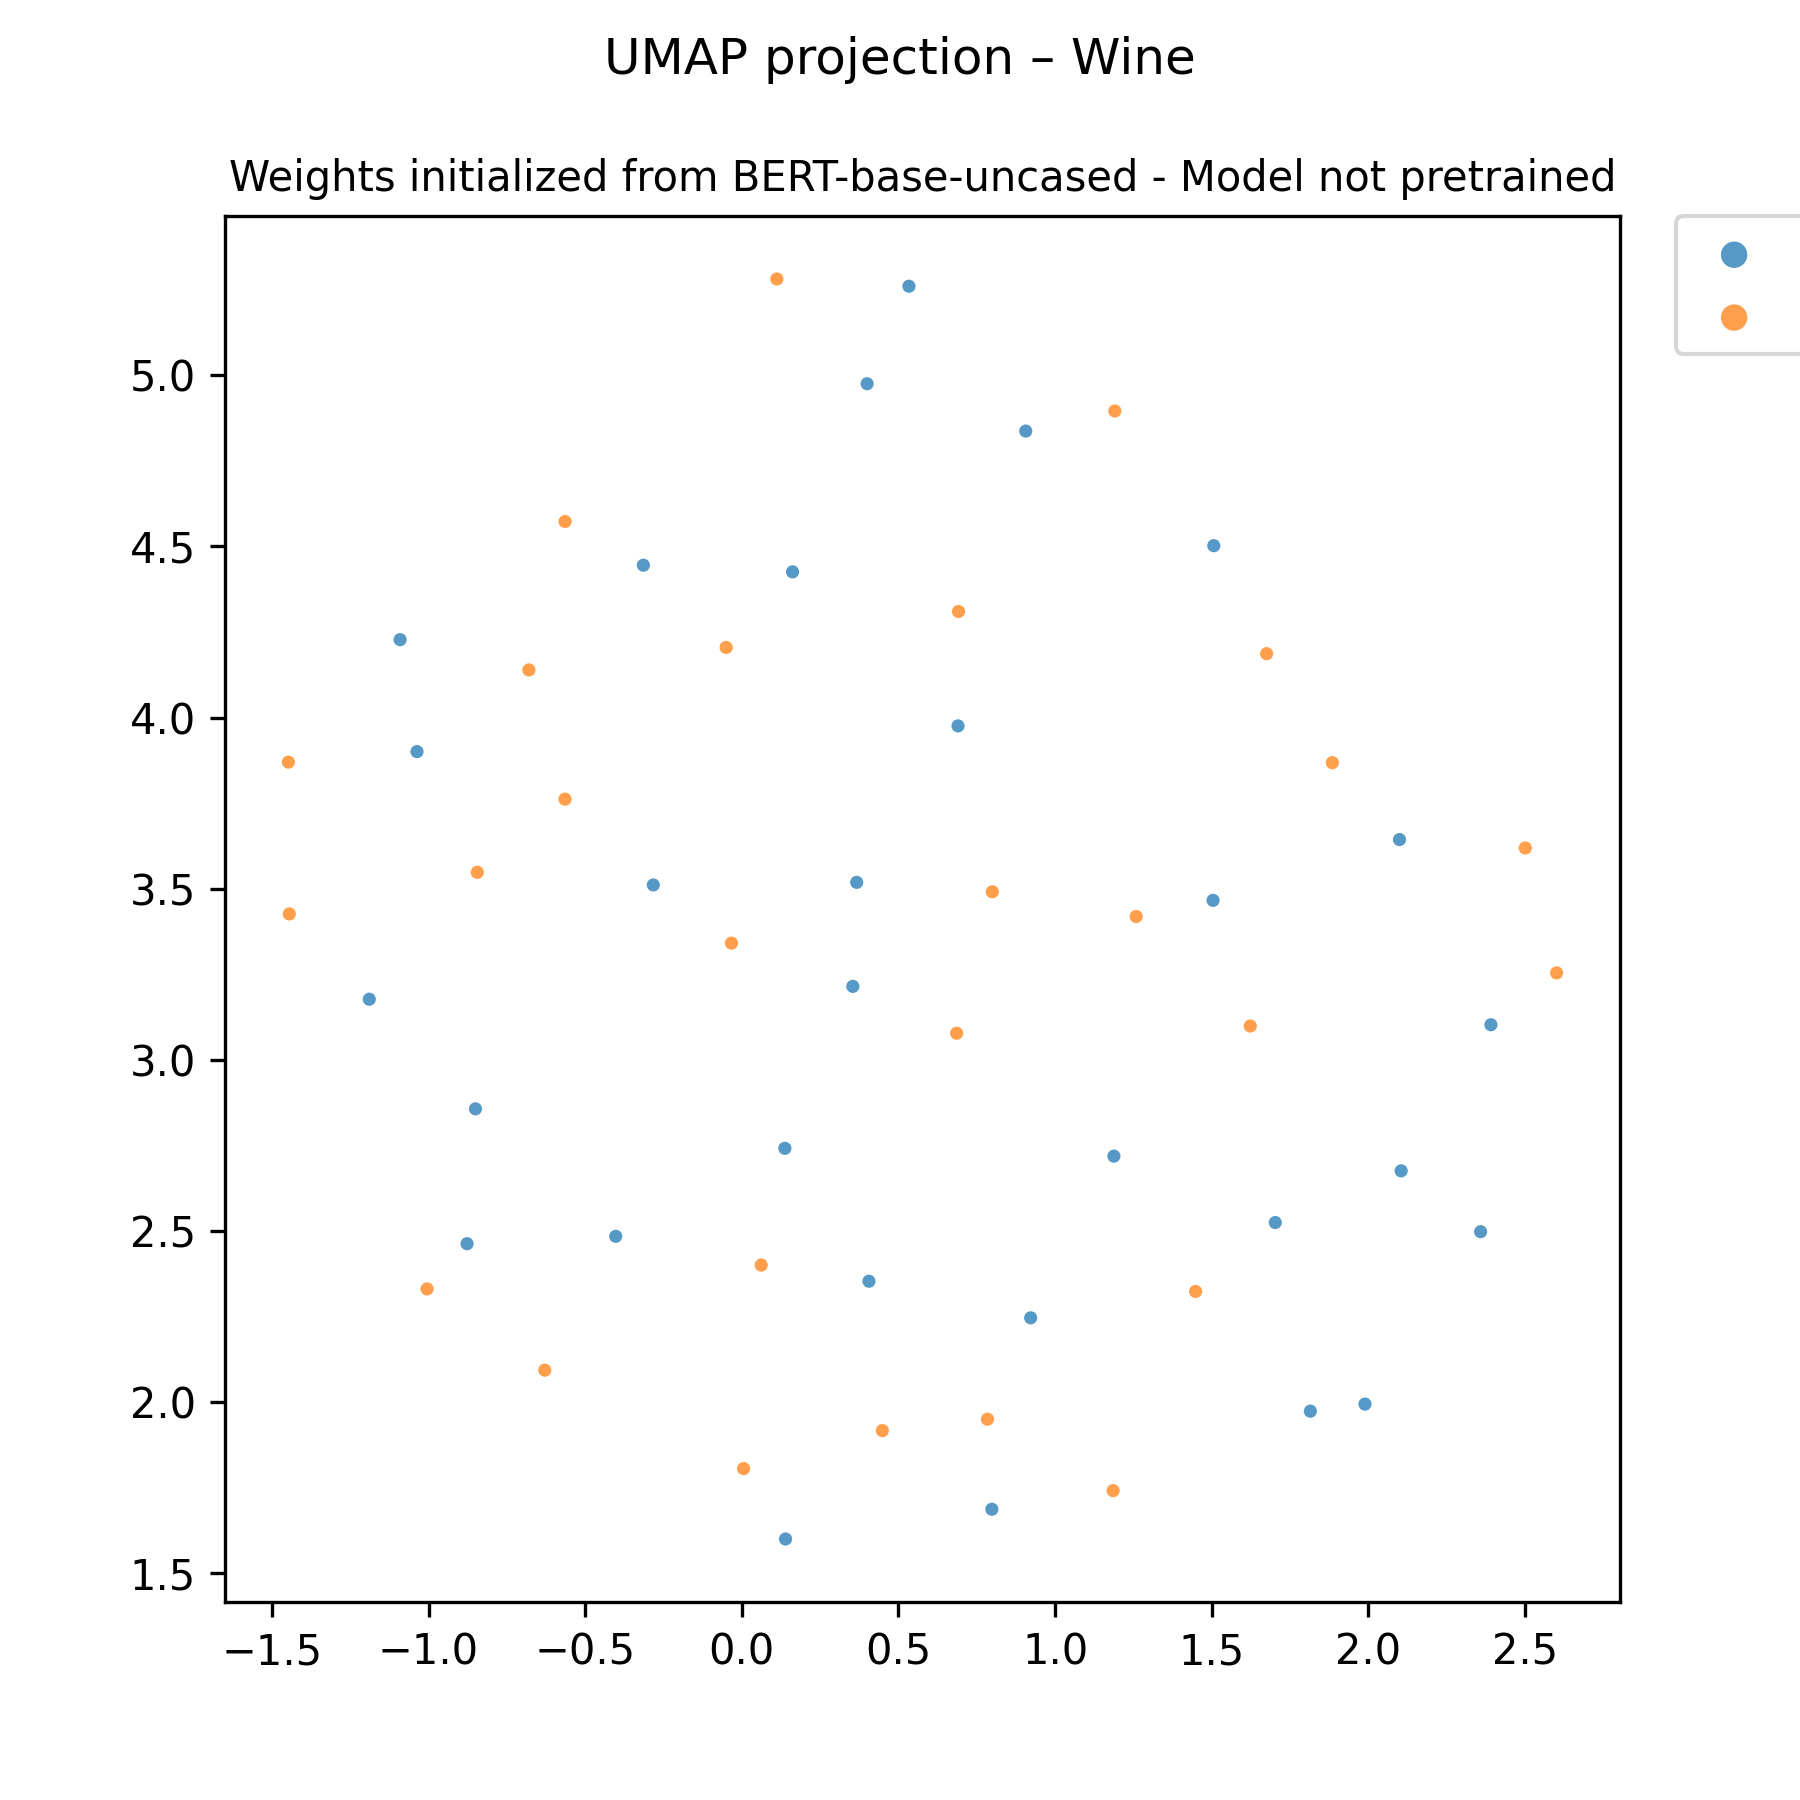 UMAP projection – Wine
Weights initialized from BERT-base-uncased - Model not pretrained
5.0
4.5
4.0
3.5
3.0
2.5
2.0
1.5
−1.5 −1.0 −0.5 0.0 0.5 1.0 1.5 2.0 2.5